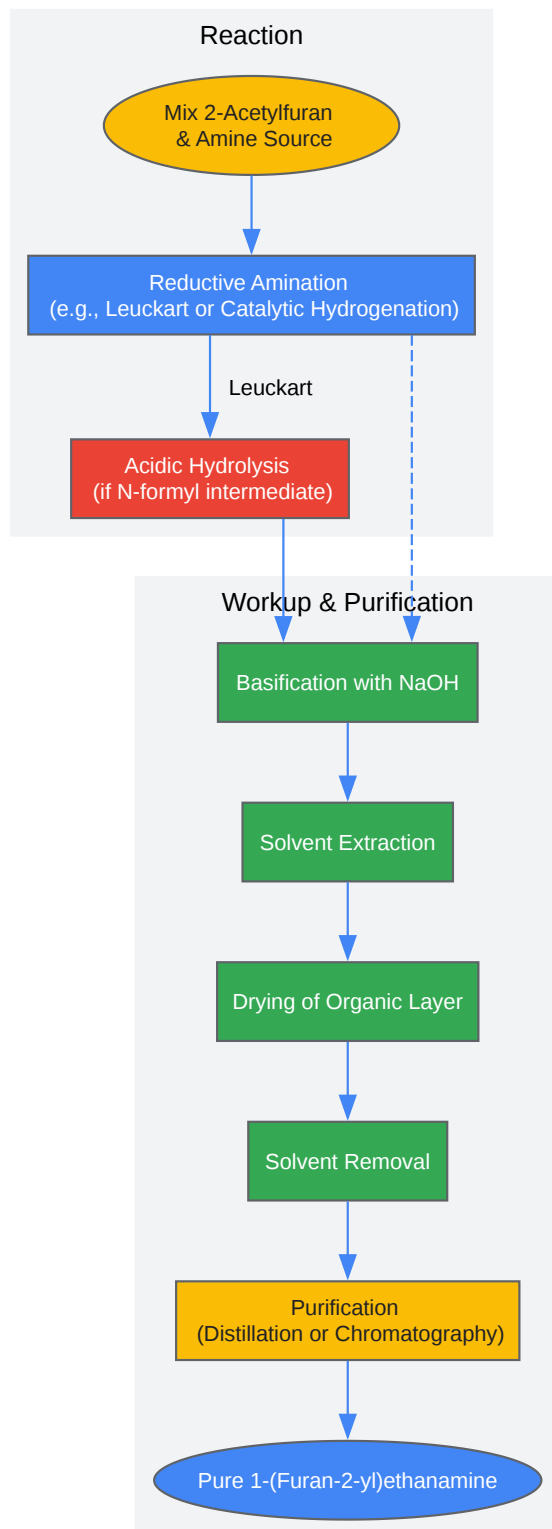 Reaction
Mix 2-Acetylfuran
& Amine Source
Reductive Amination
(e.g., Leuckart or Catalytic Hydrogenation)
Leuckart
Acidic Hydrolysis
(if N-formyl intermediate)
Workup & Purification
Basification with NaOH
Solvent Extraction
Drying of Organic Layer
Solvent Removal
Purification
(Distillation or Chromatography)
Pure 1-(Furan-2-yl)ethanamine